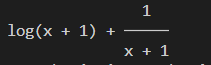 1
log(x + 1) + ─────
x + 1